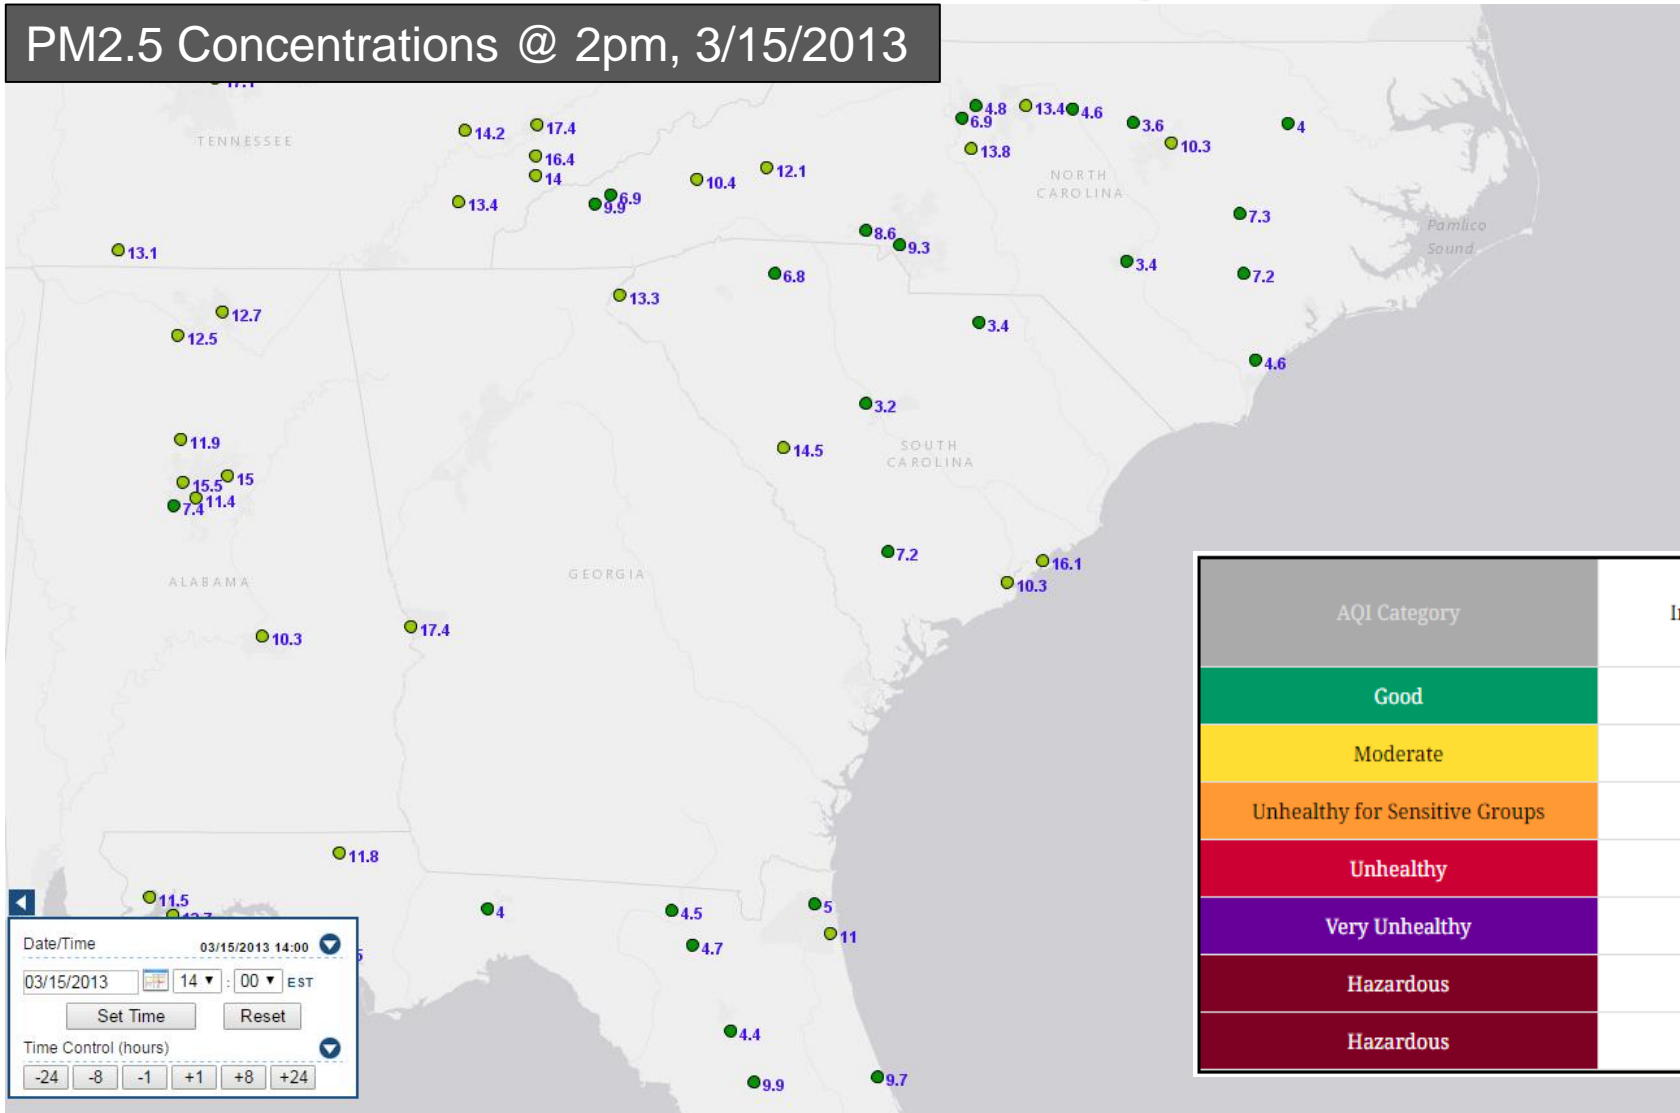 PM2.5 Concentrations @ 2pm, 3/15/2013
17.1
TENNESSEE
14.2
17.4
16.4
14
13.4
6.9
9.9
10.4
12.1
13.1
4.8
6.9
13.4
4.6
13.8
3.6
10.3
4
NORTH
CAROLINA
7.3
Pamlico
Sound
8.6
9.3
3.4
7.2
6.8
13.3
12.7
12.5
3.4
4.6
3.2
11.9
14.5
SOUTH
CAROLINA
15.5
15
11.4
7.4
7.2
16.1
10.3
ALABAMA
GEORGIA
10.3
17.4
11.8
11.5
4
4.5
5
4.7
11
4.4
9.9
9.7
Date/Time 03/15/2013 14:00
03/15/2013 14 : 00 EST
Set Time Reset
Time Control (hours)
-24 -8 -1 +1 +8 +24
AQI Category
Good
Moderate
Unhealthy for Sensitive Groups
Unhealthy
Very Unhealthy
Hazardous
Hazardous